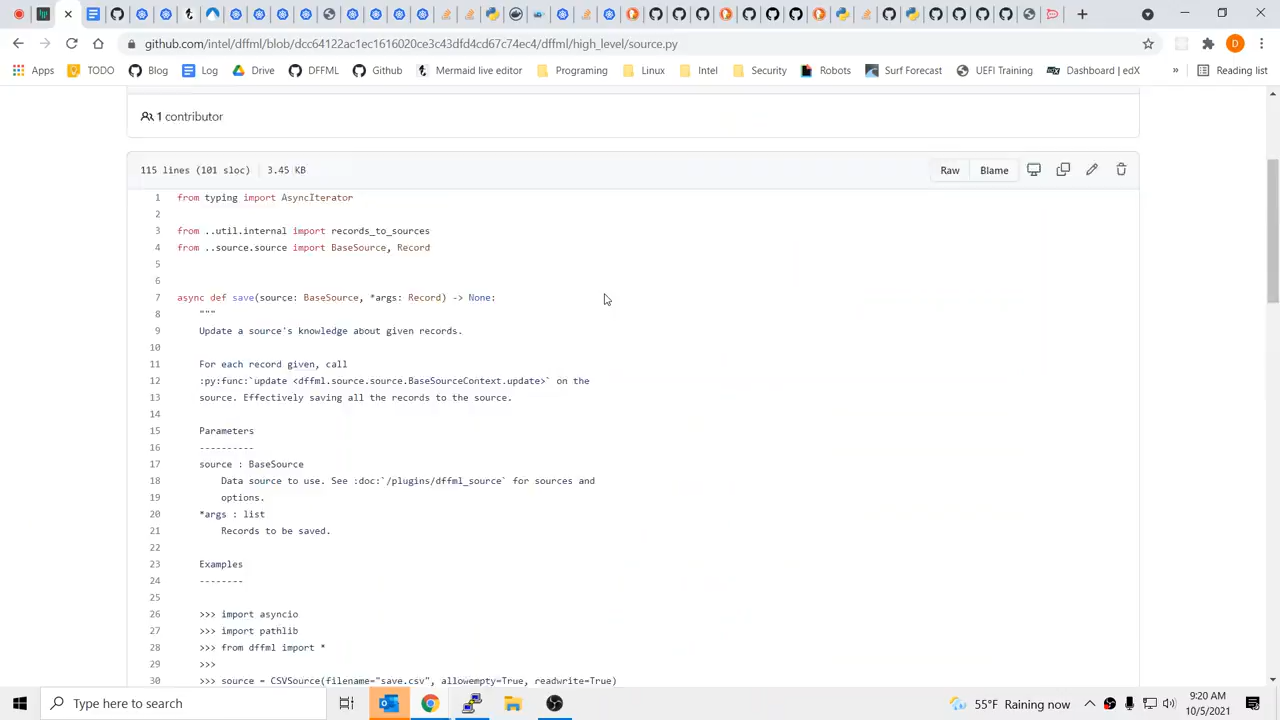 github.com/intel/dffml/blob/dcc64122ac1ec1616020ce3c43dfd4cd67c74ec4/dffml/high_level/source.py
D
Apps TODO Blog Log Drive DFFML Github Mermaid live editor Programing Linux Intel Security Robots Surf Forecast UEFI Training Dashboard | edX » Reading list
1 contributor
115 lines (101 sloc) 3.45 KB Raw Blame
1 from typing import AsyncIterator
2
3 from ..util.internal import records_to_sources
4 from ..source.source import BaseSource, Record
5
6
7 async def save(source: BaseSource, *args: Record) -> None:
8 """
9 Update a source's knowledge about given records.
10
11 For each record given, call
12 :py:func:`update <dffml.source.source.BaseSourceContext.update>` on the
13 source. Effectively saving all the records to the source.
14
15 Parameters
16 ----------
17 source : BaseSource
18 Data source to use. See :doc:`/plugins/dffml_source` for sources and
19 options.
20 *args : list
21 Records to be saved.
22
23 Examples
24 --------
25
26 >>> import asyncio
27 >>> import pathlib
28 >>> from dffml import *
29 >>>
30 >>> source = CSVSource(filename="save.csv", allowempty=True, readwrite=True)
Type here to search 55°F Raining now 9:20 AM
10/5/2021